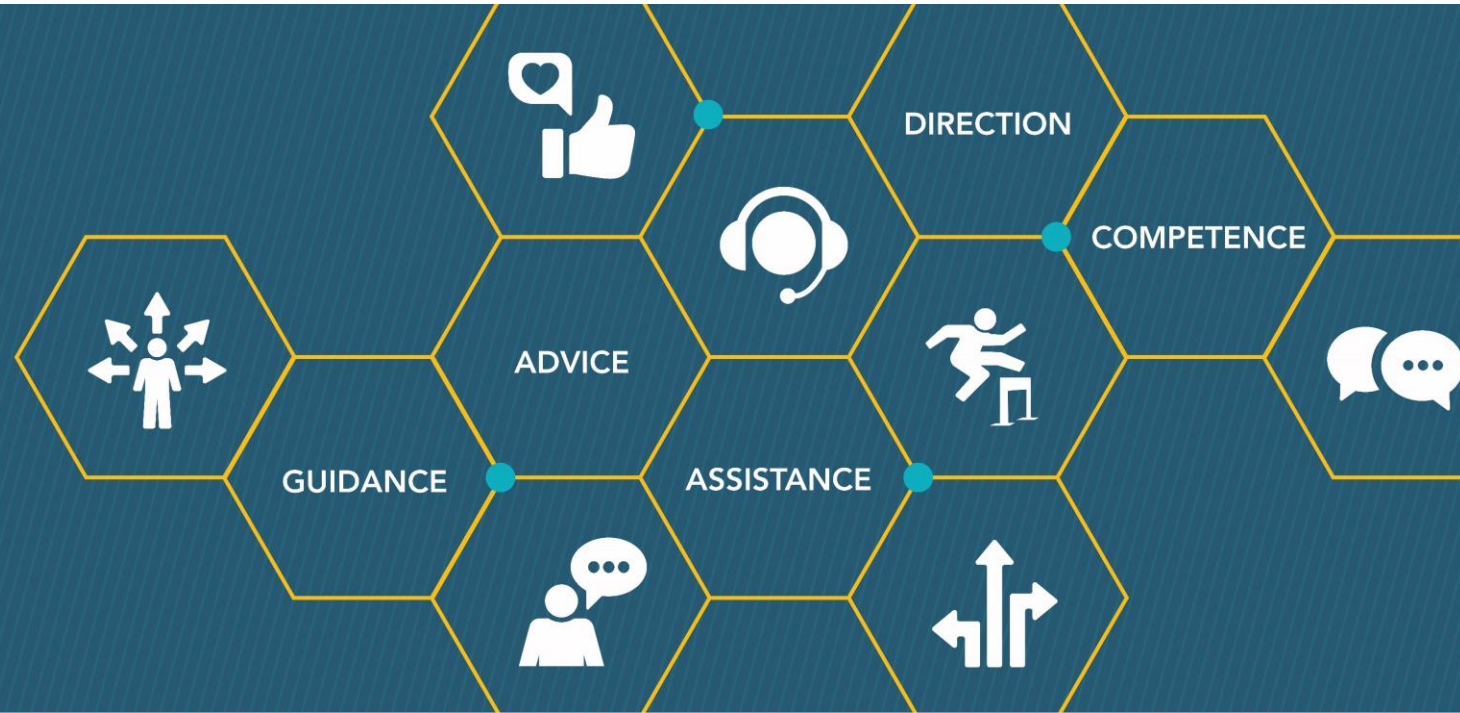 DIRECTION
COMPETENCE
ADVICE
GUIDANCE
ASSISTANCE